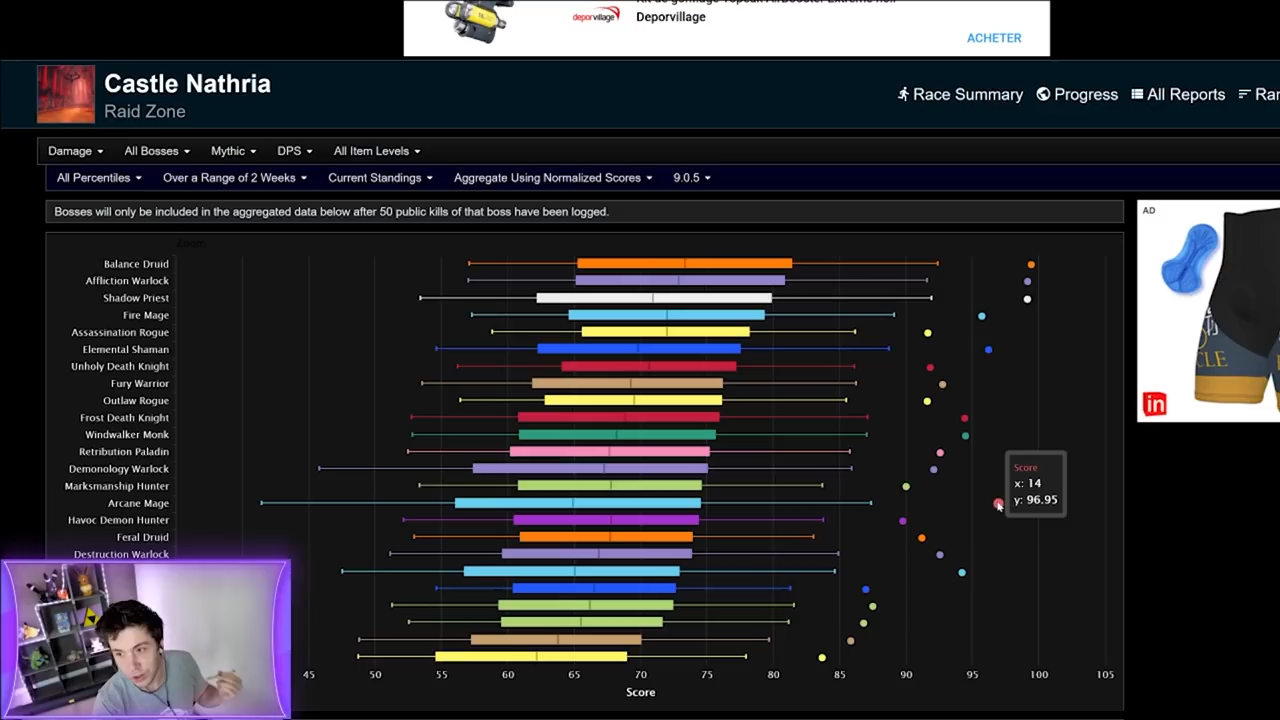 Deporvillage
deporvillage
ACHETER
Castle Nathria
Raid Zone
Race Summary
Progress
All Reports
Damage
All Bosses
Mythic
DPS
All Item Levels
All Percentiles
Over a Range of 2 Weeks
Current Standings
Aggregate Using Normalized Scores
9.0.5
Bosses will only be included in the aggregated data below after 50 public kills of that boss have been logged.
AD
Zoom
Balance Druid
Affliction Warlock
Shadow Priest
Fire Mage
Assassination Rogue
Elemental Shaman
Unholy Death Knight
Fury Warrior
Outlaw Rogue
Frost Death Knight
Windwalker Monk
Retribution Paladin
Demonology Warlock
Marksmanship Hunter
Arcane Mage
Havoc Demon Hunter
Feral Druid
Destruction Warlock
Score
x: 14
y: 96.95
in
45 50 55 60 65 70 75 80 85 90 95 100 105
Score